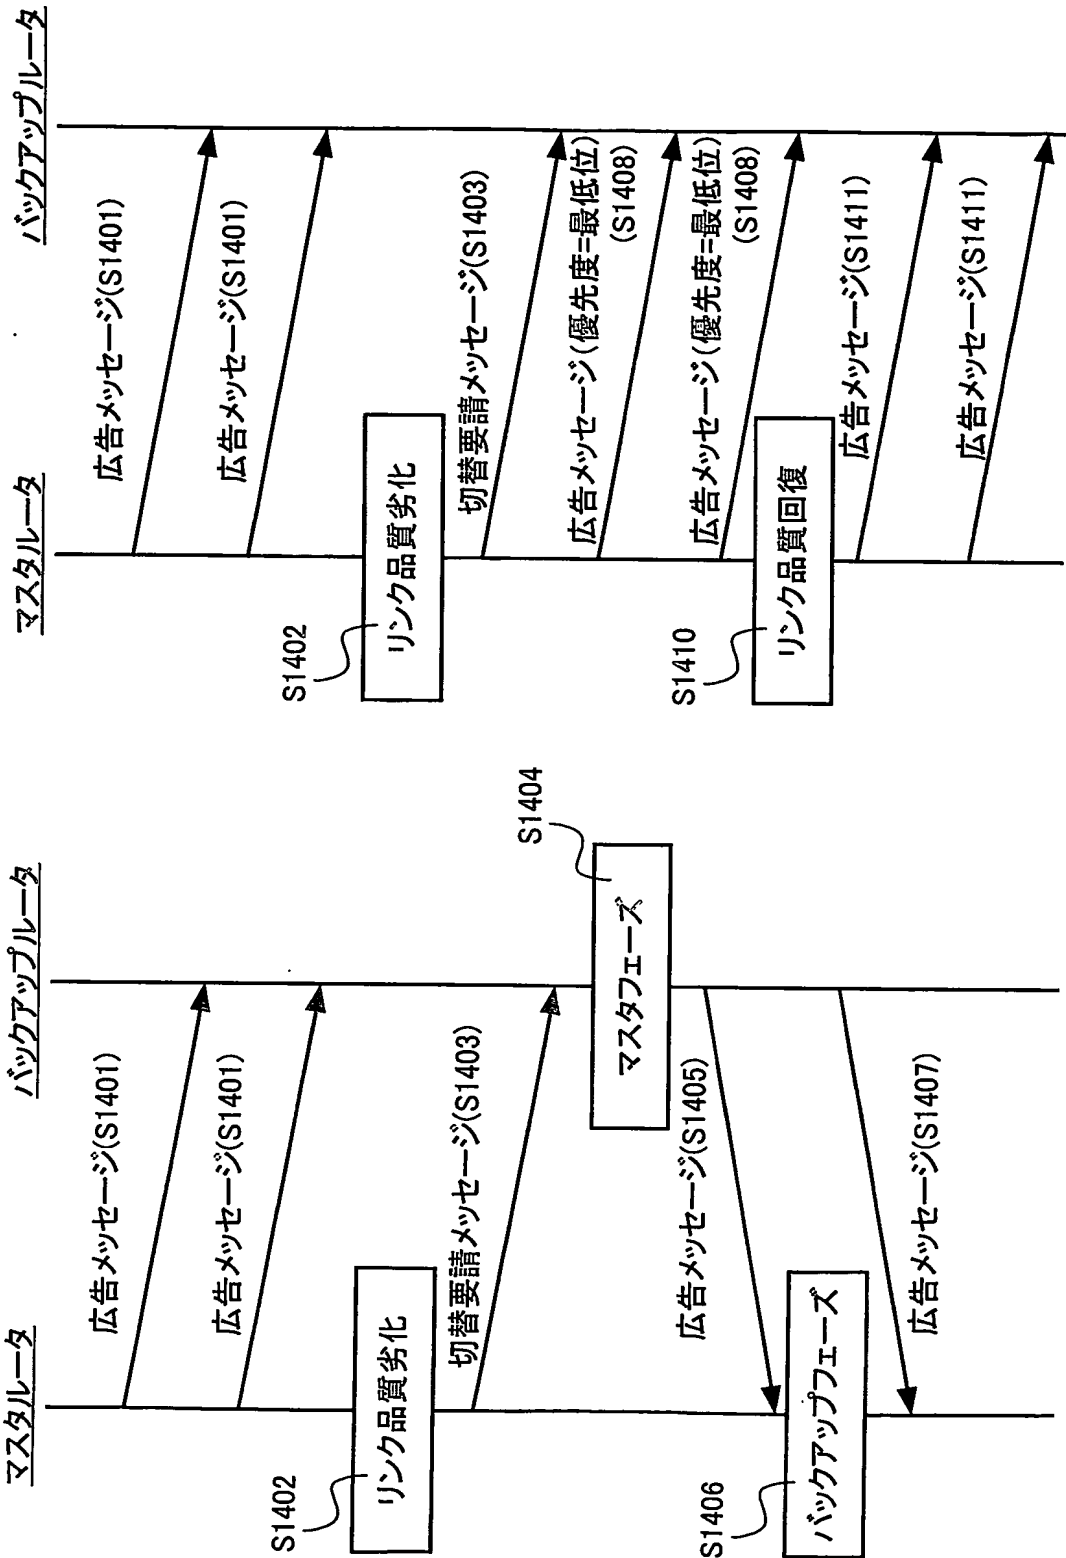 マスタルータ
バックアップルータ
広告メッセージ(S1401)
広告メッセージ(S1401)
S1402
リンク品質劣化
切替要請メッセージ(S1403)
S1404
マスタフェーズ
広告メッセージ(S1405)
S1406
バックアップフェーズ
広告メッセージ(S1407)
マスタルータ
バックアップルータ
広告メッセージ(S1401)
広告メッセージ(S1401)
S1402
リンク品質劣化
切替要請メッセージ(S1403)
広告メッセージ(優先度=最低位)
(S1408)
広告メッセージ(優先度=最低位)
(S1408)
S1410
リンク品質回復
広告メッセージ(S1411)
広告メッセージ(S1411)